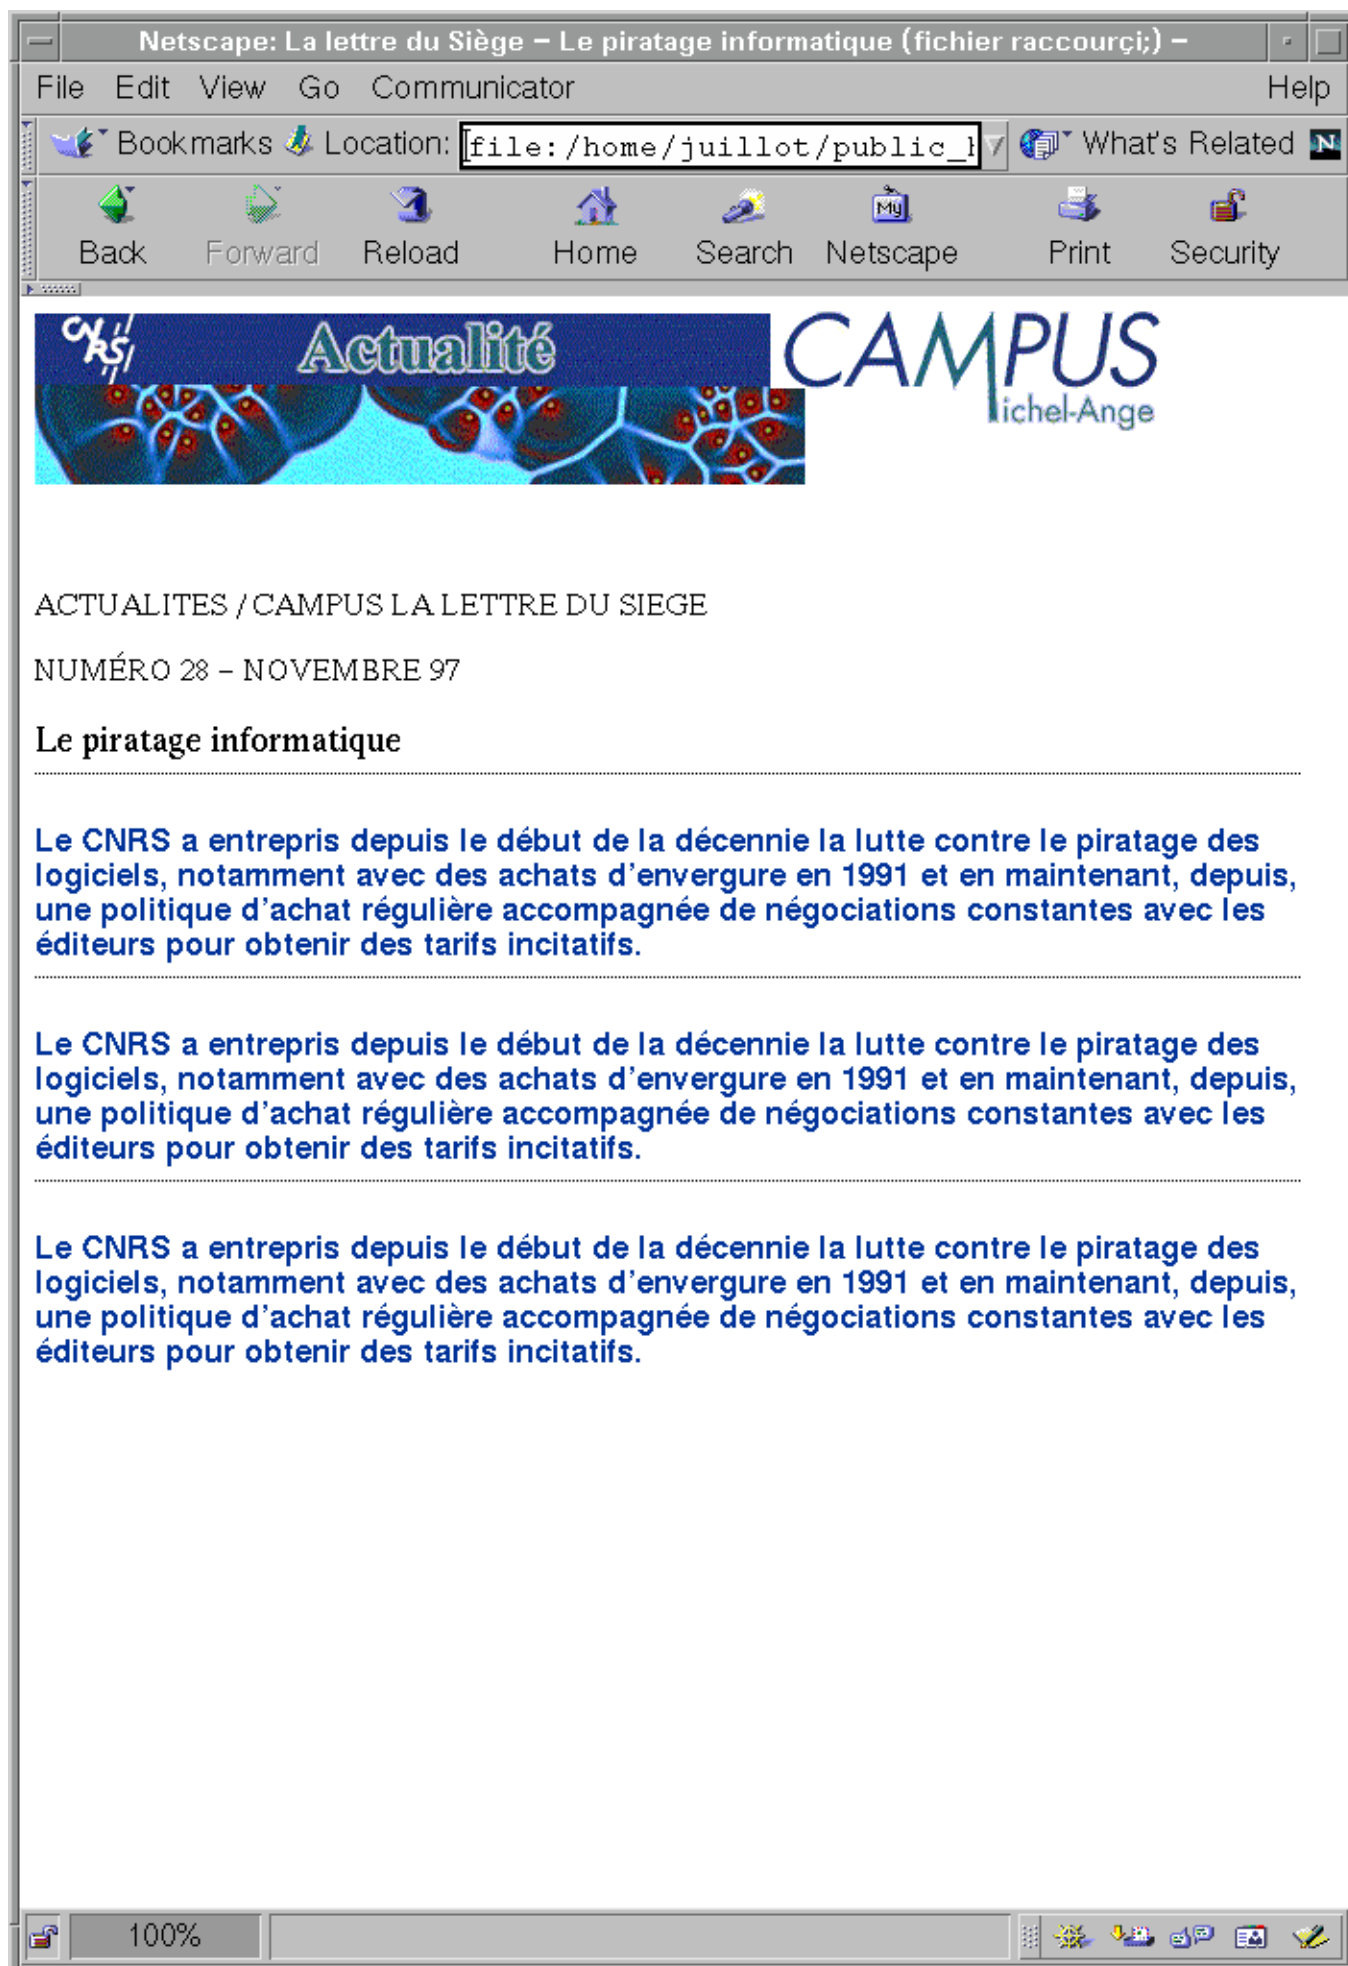 Netscape: La lettre du Siège – Le piratage informatique (fichier raccourçi;) –
File Edit View Go Communicator Help
Bookmarks Location: file:/home/juillot/public_ What's Related N
Back Forward Reload Home Search My Netscape Print Security
CNRS Actualité CAMPUS
Michel-Ange
ACTUALITES / CAMPUS LA LETTRE DU SIEGE
NUMÉRO 28 – NOVEMBRE 97
Le piratage informatique
Le CNRS a entrepris depuis le début de la décennie la lutte contre le piratage des
logiciels, notamment avec des achats d'envergure en 1991 et en maintenant, depuis,
une politique d'achat régulière accompagnée de négociations constantes avec les
éditeurs pour obtenir des tarifs incitatifs.
Le CNRS a entrepris depuis le début de la décennie la lutte contre le piratage des
logiciels, notamment avec des achats d'envergure en 1991 et en maintenant, depuis,
une politique d'achat régulière accompagnée de négociations constantes avec les
éditeurs pour obtenir des tarifs incitatifs.
Le CNRS a entrepris depuis le début de la décennie la lutte contre le piratage des
logiciels, notamment avec des achats d'envergure en 1991 et en maintenant, depuis,
une politique d'achat régulière accompagnée de négociations constantes avec les
éditeurs pour obtenir des tarifs incitatifs.
100%